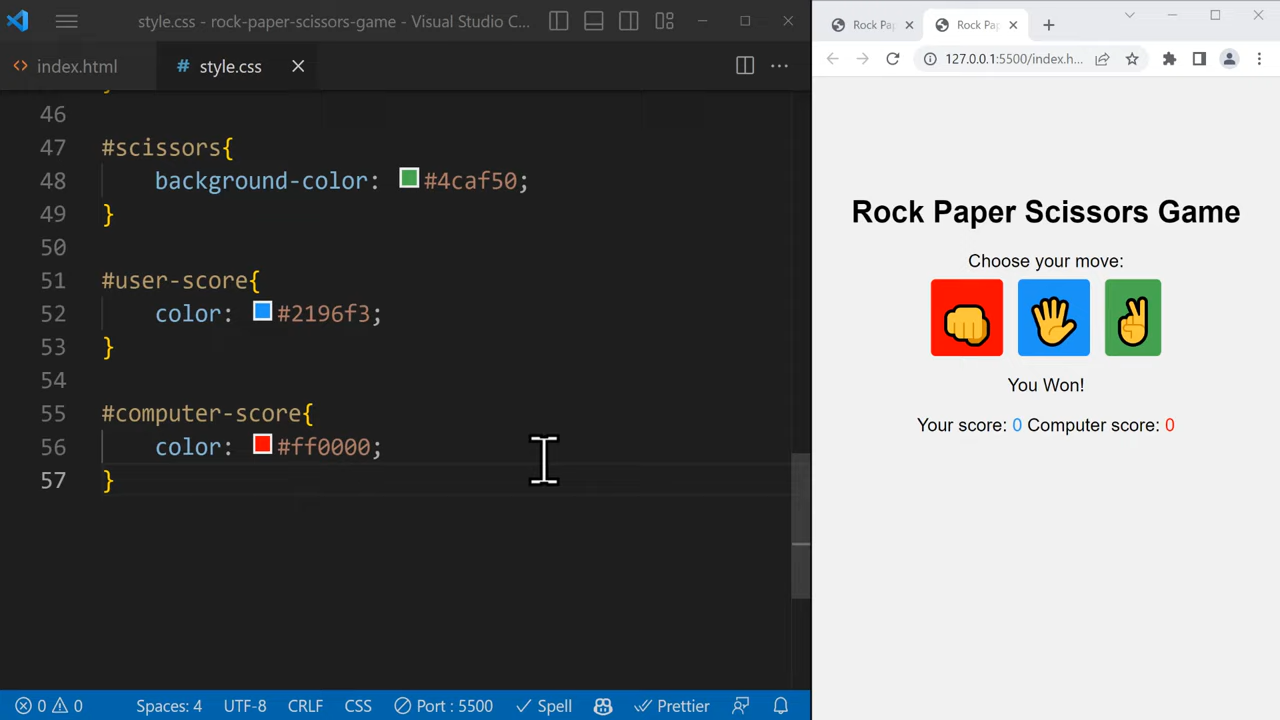 style.css - rock-paper-scissors-game - Visual Studio C...
index.html
# style.css
46
47 #scissors{
48 background-color: #4caf50;
49 }
50
51 #user-score{
52 color: #2196f3;
53 }
54
55 #computer-score{
56 color: #ff0000;
57 }
0 0 Spaces: 4 UTF-8 CRLF CSS Port : 5500 Spell Prettier
Rock Pa Rock Pa
127.0.0.1:5500/index.h...
Rock Paper Scissors Game
Choose your move:
You Won!
Your score: 0 Computer score: 0